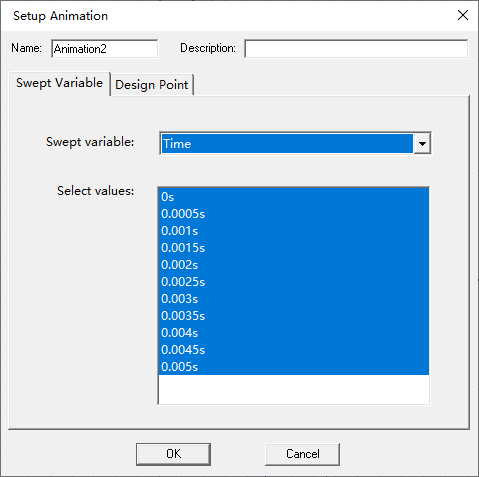 Setup Animation
Name: Animation2 Description:
Swept Variable Design Point
Swept variable: Time
Select values:
0s
0.0005s
0.001s
0.0015s
0.002s
0.0025s
0.003s
0.0035s
0.004s
0.0045s
0.005s
OK Cancel